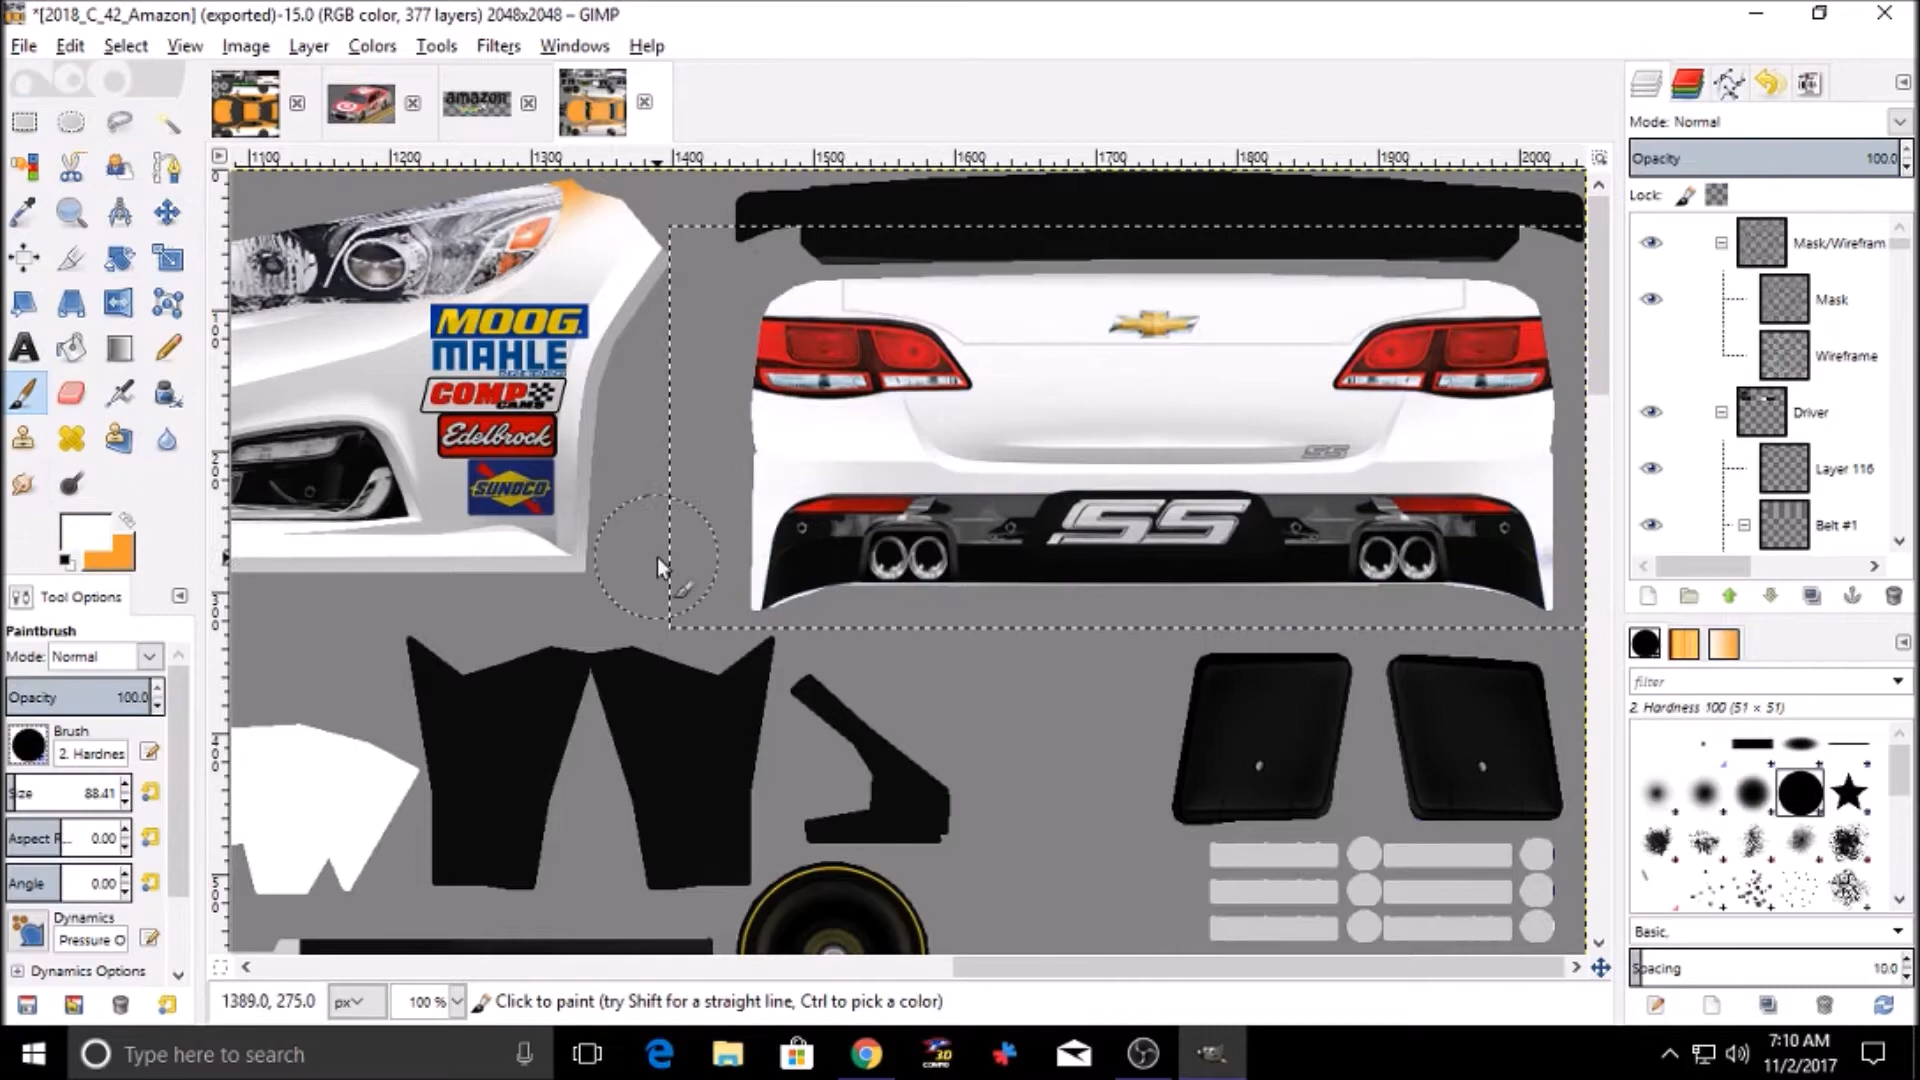 *[2018_C_42_Amazon] (exported)-15.0 (RGB color, 377 layers) 2048x2048 – GIMP
File Edit Select View Image Layer Colors Tools Filters Windows Help
amazon
1100 1200 1300 1400 1500 1600 1700 1800 1900 2000
Mode: Normal
Opacity 100.0
Lock:
Mask/Wirefram
Mask
Wireframe
Driver
Layer 116
Belt #1
MOOG
MAHLE
COMP
CAMS
Edelbrock
SUNOCO
SS
SS
Tool Options
Paintbrush
Mode: Normal
Opacity 100.0
Brush
2. Hardnes
Size 88.41
Aspect R... 0.00
Angle 0.00
Dynamics
Pressure O
Dynamics Options
filter
2. Hardness 100 (51 × 51)
Basic,
Spacing 10.0
1389.0, 275.0 px 100 % Click to paint (try Shift for a straight line, Ctrl to pick a color)
Type here to search
3D
7:10 AM
11/2/2017